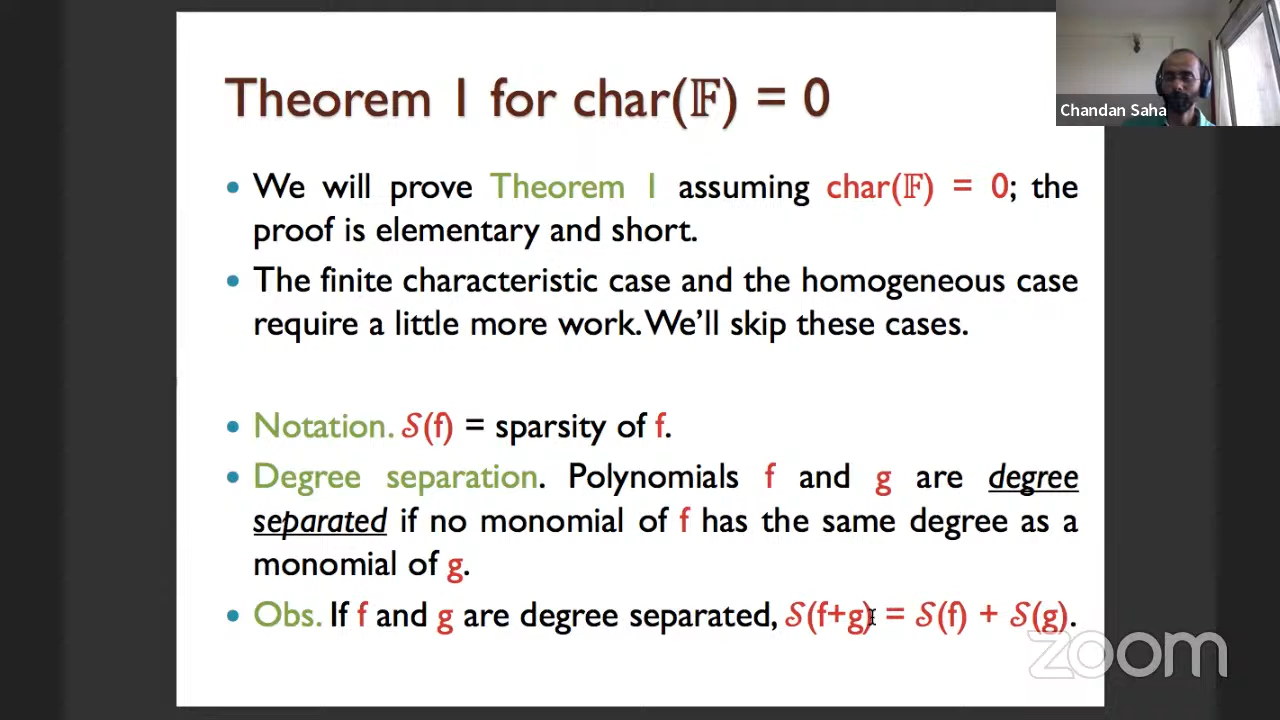 Theorem 1 for char(𝔽) = 0
Chandan Saha
• We will prove Theorem 1 assuming char(𝔽) = 0; the
proof is elementary and short.
• The finite characteristic case and the homogeneous case
require a little more work. We'll skip these cases.
• Notation. 𝒮(f) = sparsity of f.
• Degree separation. Polynomials f and g are degree
separated if no monomial of f has the same degree as a
monomial of g.
• Obs. If f and g are degree separated, 𝒮(f+g) = 𝒮(f) + 𝒮(g).
zoom